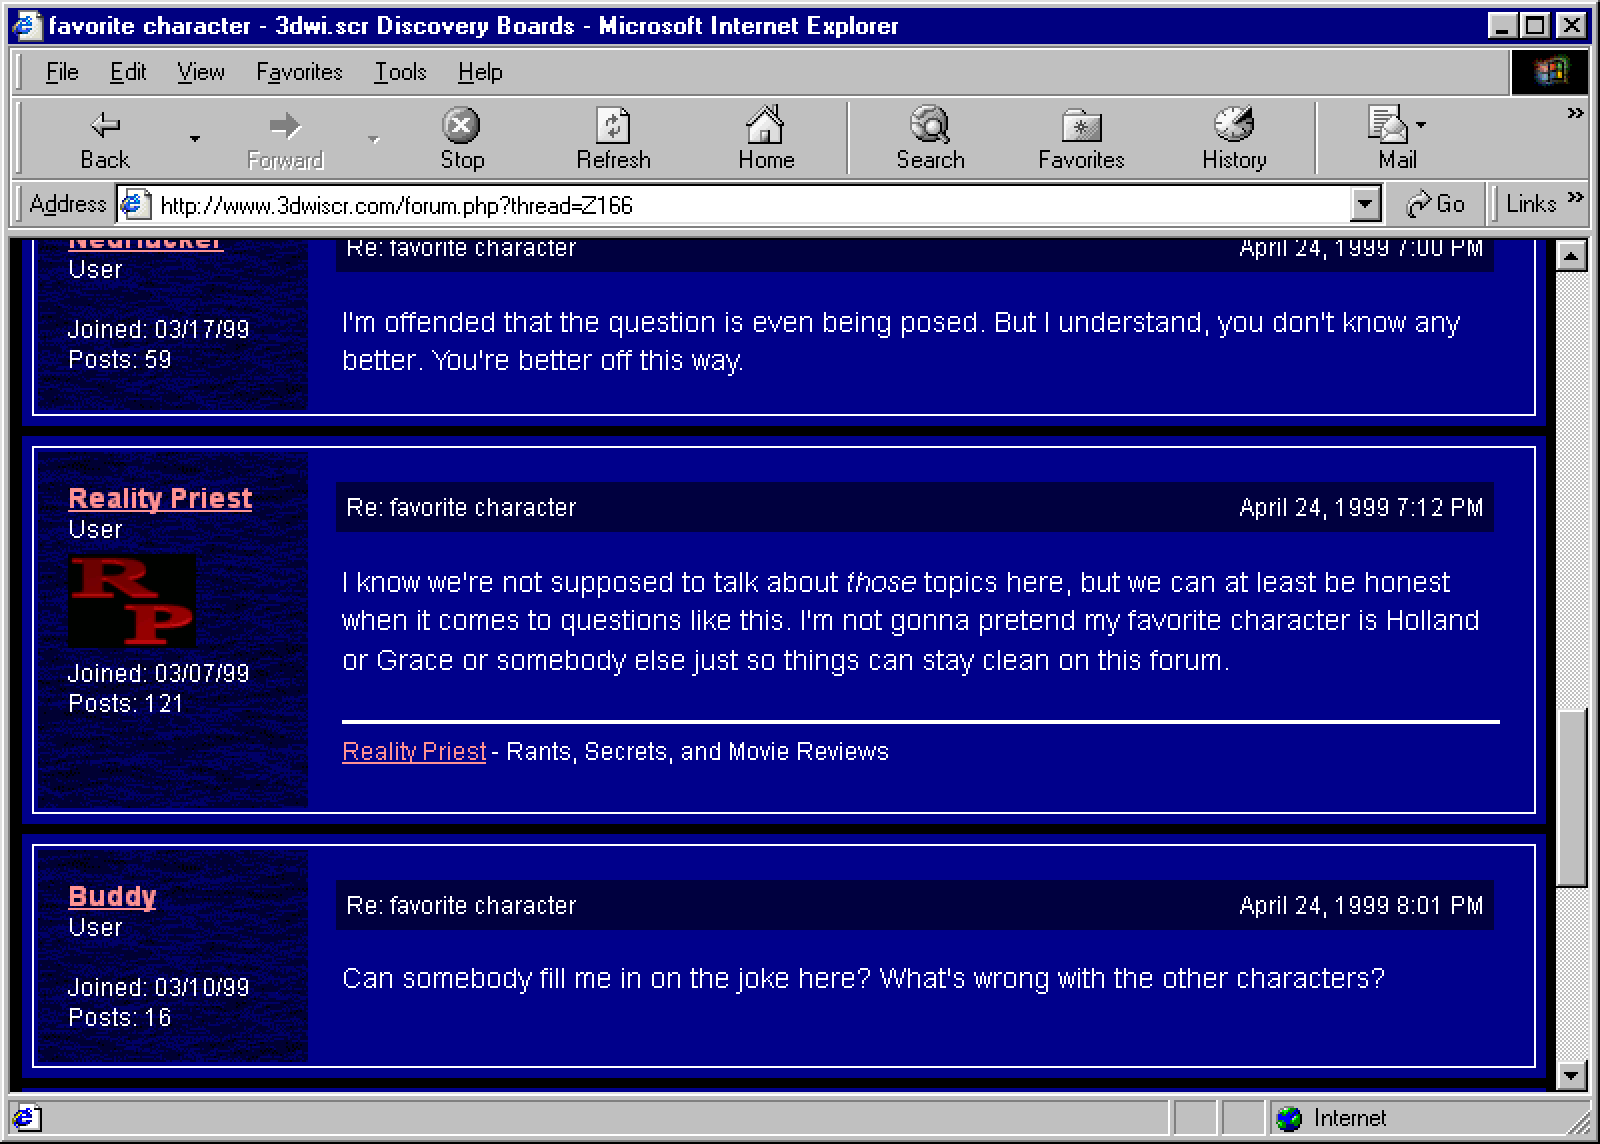 favorite character - 3dwi.scr Discovery Boards - Microsoft Internet Explorer
File Edit View Favorites Tools Help
Back Forward Stop Refresh Home Search Favorites History Mail »
Address http://www.3dwiscr.com/forum.php?thread=Z166 Go Links »
Re: favorite character April 24, 1999 7:00 PM
User
Joined: 03/17/99
Posts: 59
I'm offended that the question is even being posed. But I understand, you don't know any
better. You're better off this way.
Reality Priest
User
RP
Joined: 03/07/99
Posts: 121
Re: favorite character April 24, 1999 7:12 PM
I know we're not supposed to talk about those topics here, but we can at least be honest
when it comes to questions like this. I'm not gonna pretend my favorite character is Holland
or Grace or somebody else just so things can stay clean on this forum.
Reality Priest - Rants, Secrets, and Movie Reviews
Buddy
User
Joined: 03/10/99
Posts: 16
Re: favorite character April 24, 1999 8:01 PM
Can somebody fill me in on the joke here? What's wrong with the other characters?
Internet